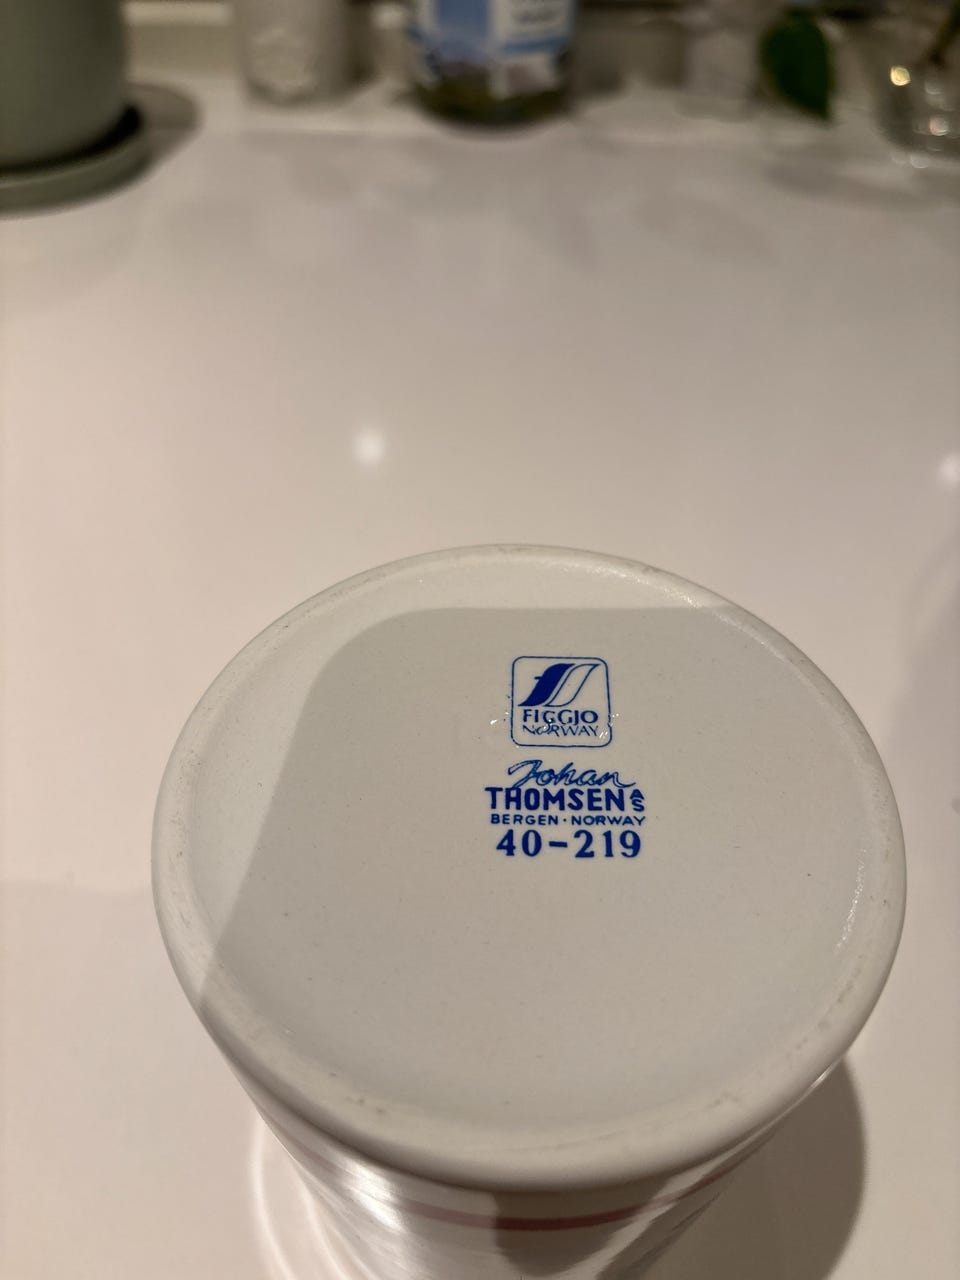 FIGGJO
NORWAY
Johan
THOMSEN A/S
BERGEN · NORWAY
40-219